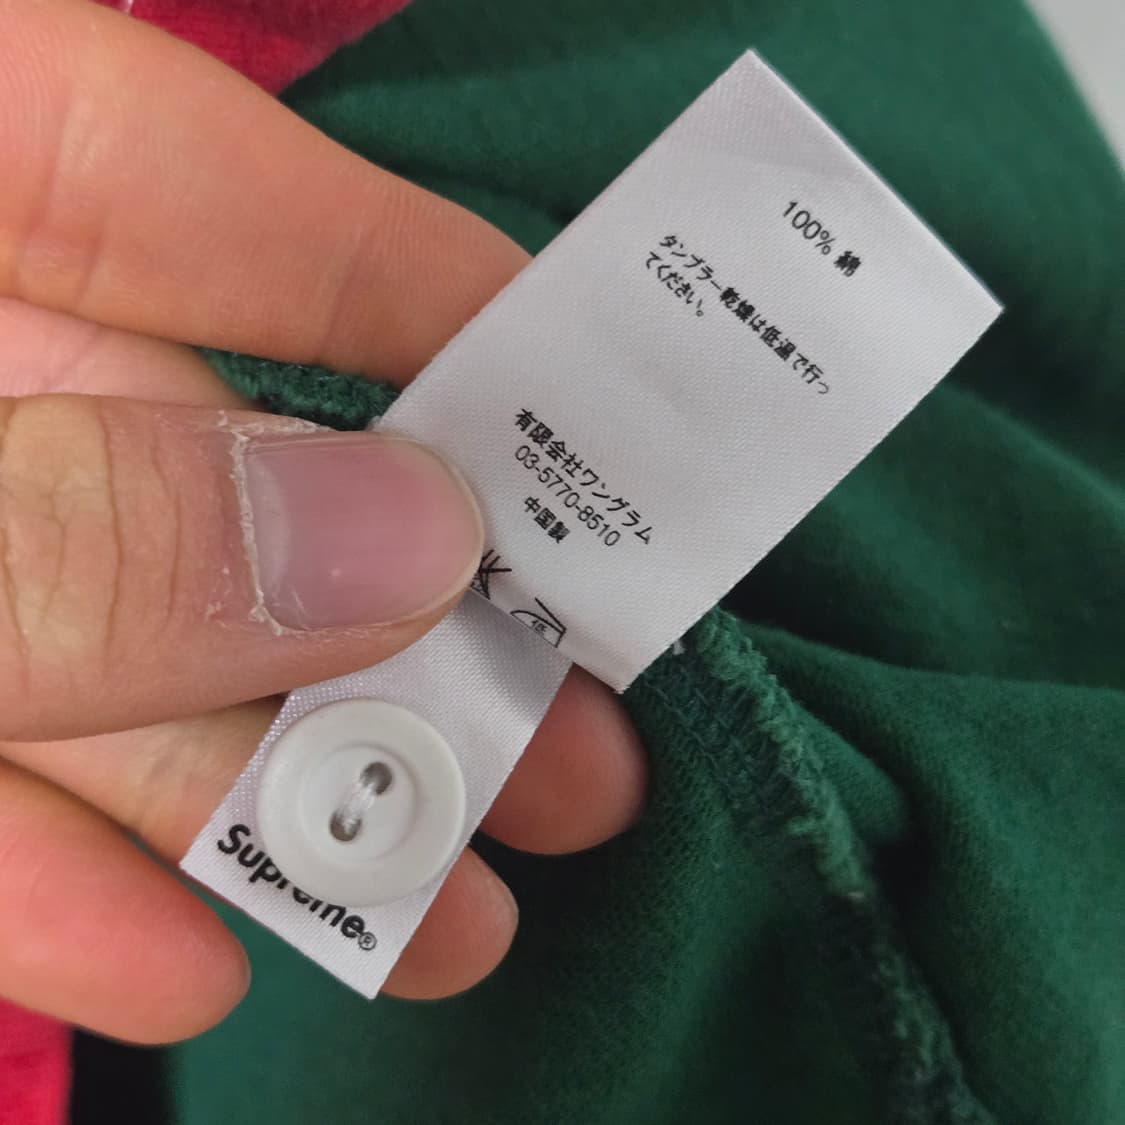 100% 綿
タンブラー乾燥は低温で行っ
てください。
有限会社ワングラム
03-5770-8510
中国製
低
Supreme®